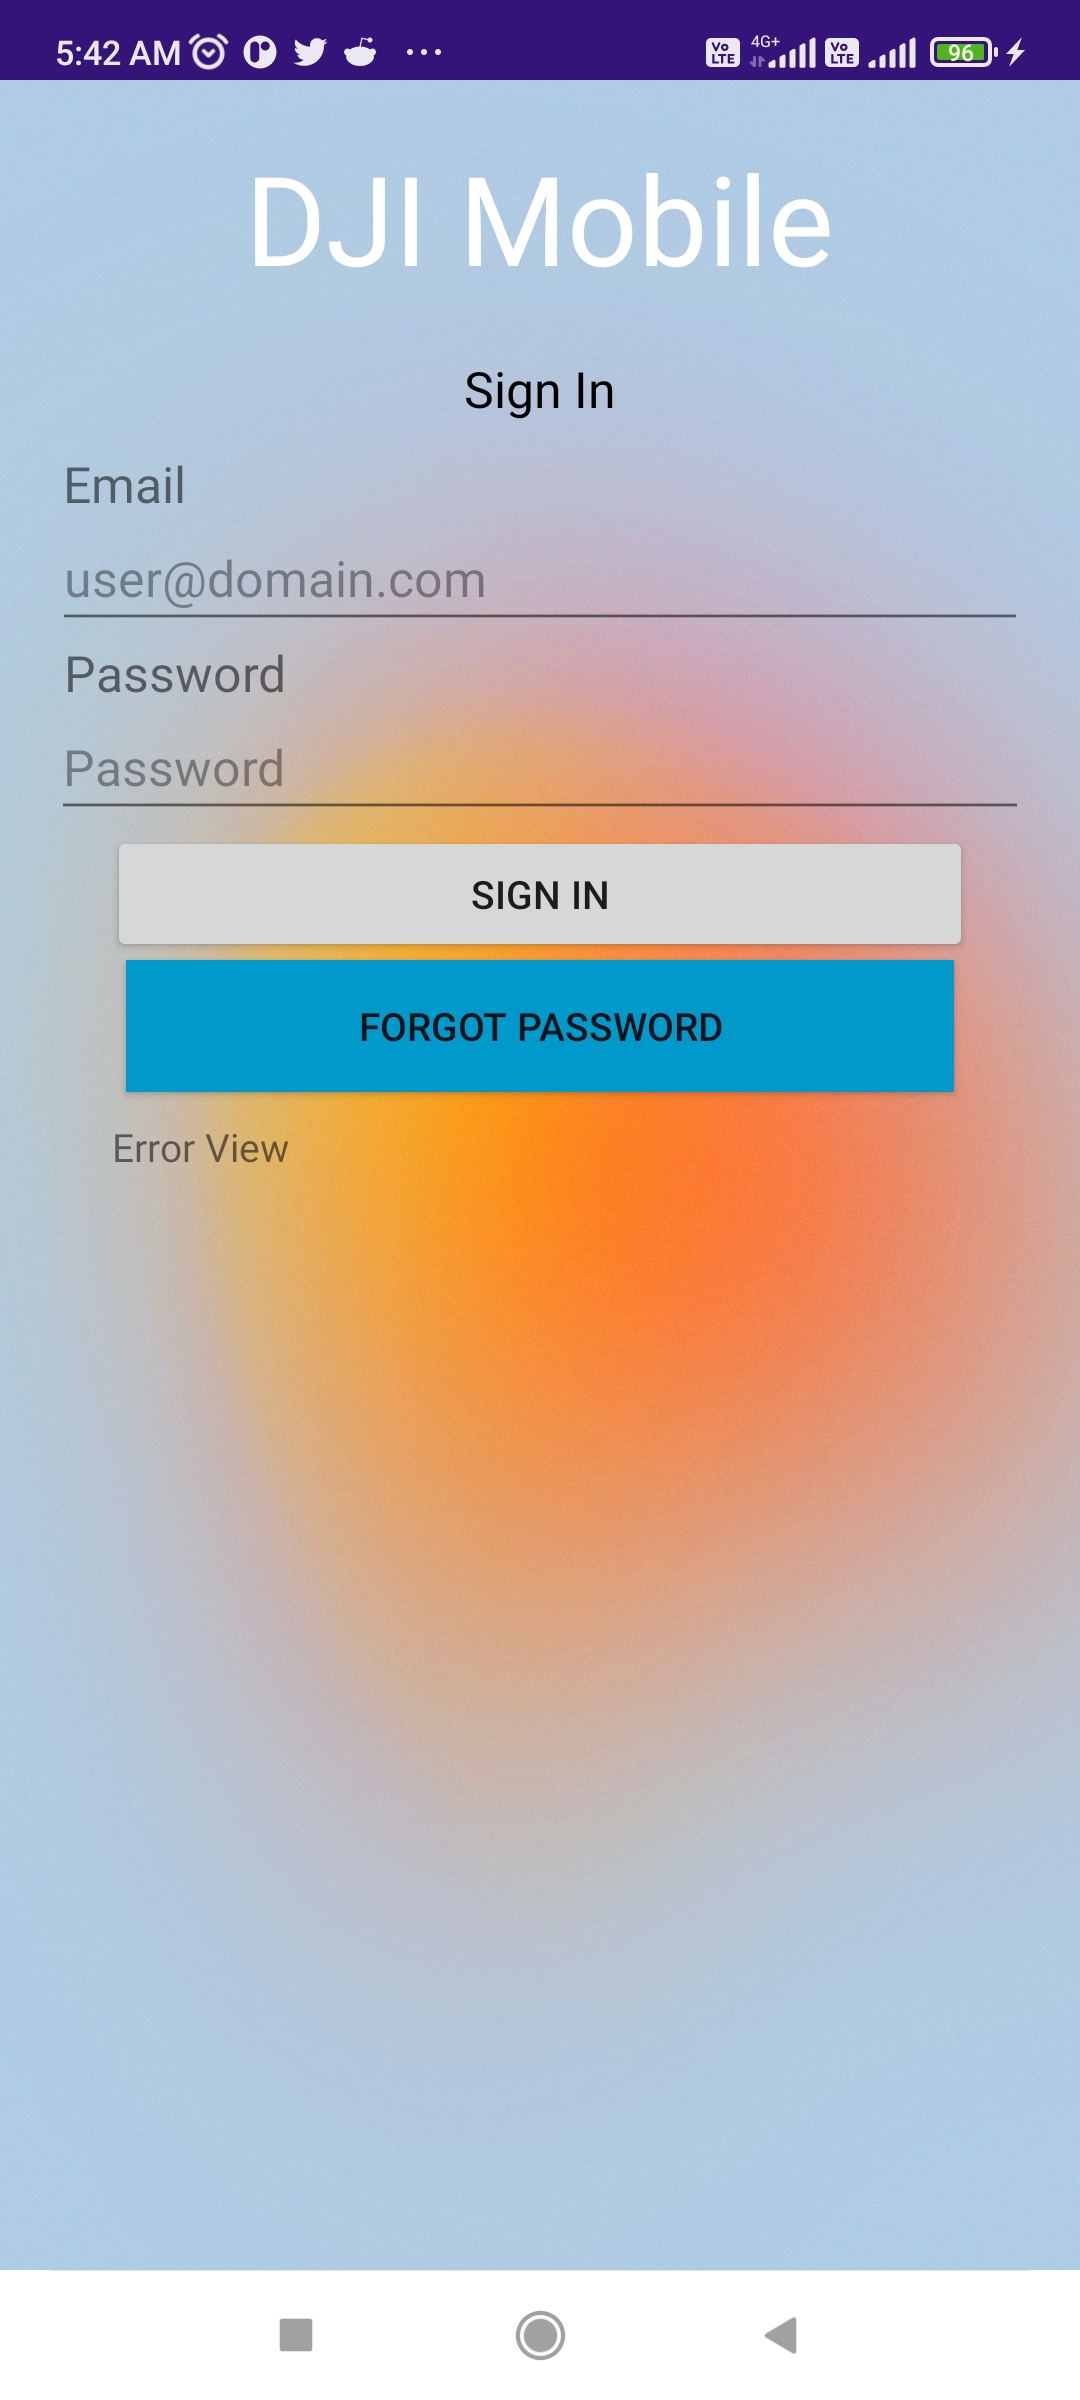 5:42 AM
Vo LTE 4G+ Vo LTE 96
DJI Mobile
Sign In
Email
user@domain.com
Password
Password
SIGN IN
FORGOT PASSWORD
Error View